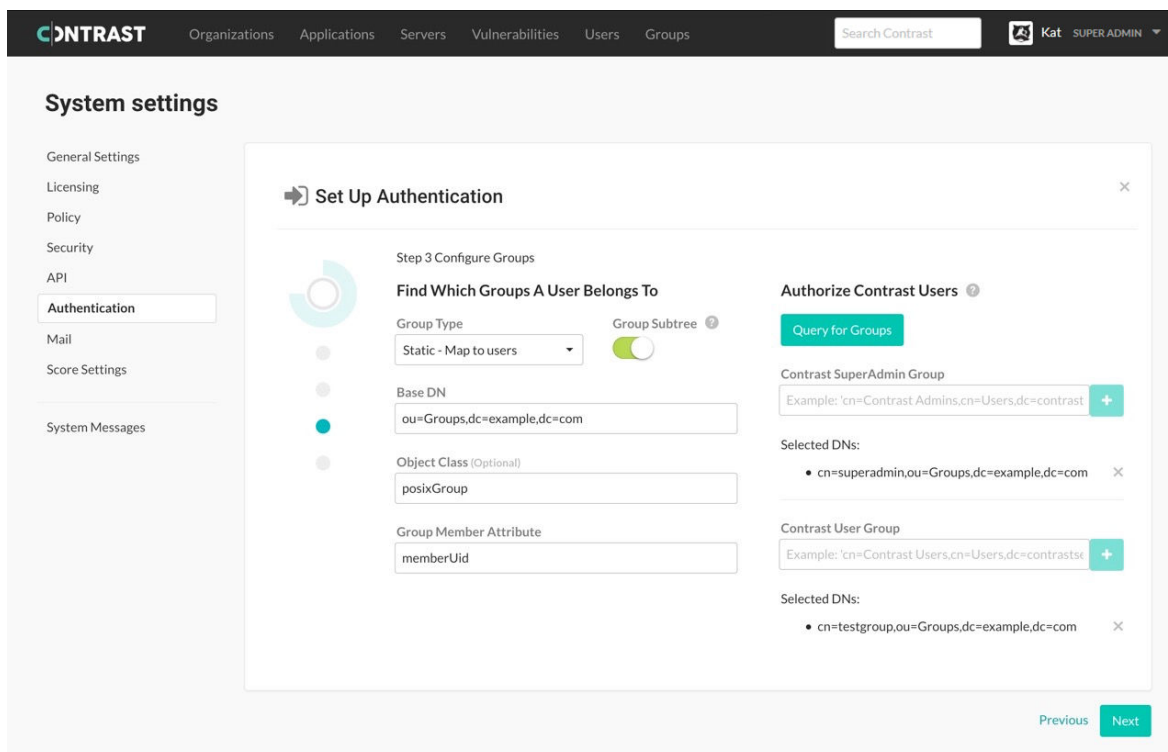 CONTRAST Organizations Applications Servers Vulnerabilities Users Groups Search Contrast Kat SUPER ADMIN
System settings
General Settings
Licensing
Policy
Security
API
Authentication
Mail
Score Settings
System Messages
Set Up Authentication
Step 3 Configure Groups
Find Which Groups A User Belongs To
Group Type Group Subtree
Static - Map to users
Base DN
ou=Groups,dc=example,dc=com
Object Class (Optional)
posixGroup
Group Member Attribute
memberUid
Authorize Contrast Users
Query for Groups
Contrast SuperAdmin Group
Example: 'cn=Contrast Admins,cn=Users,dc=contrast
Selected DNs:
• cn=superadmin,ou=Groups,dc=example,dc=com
Contrast User Group
Example: 'cn=Contrast Users,cn=Users,dc=contrastse
Selected DNs:
• cn=testgroup,ou=Groups,dc=example,dc=com
Previous Next